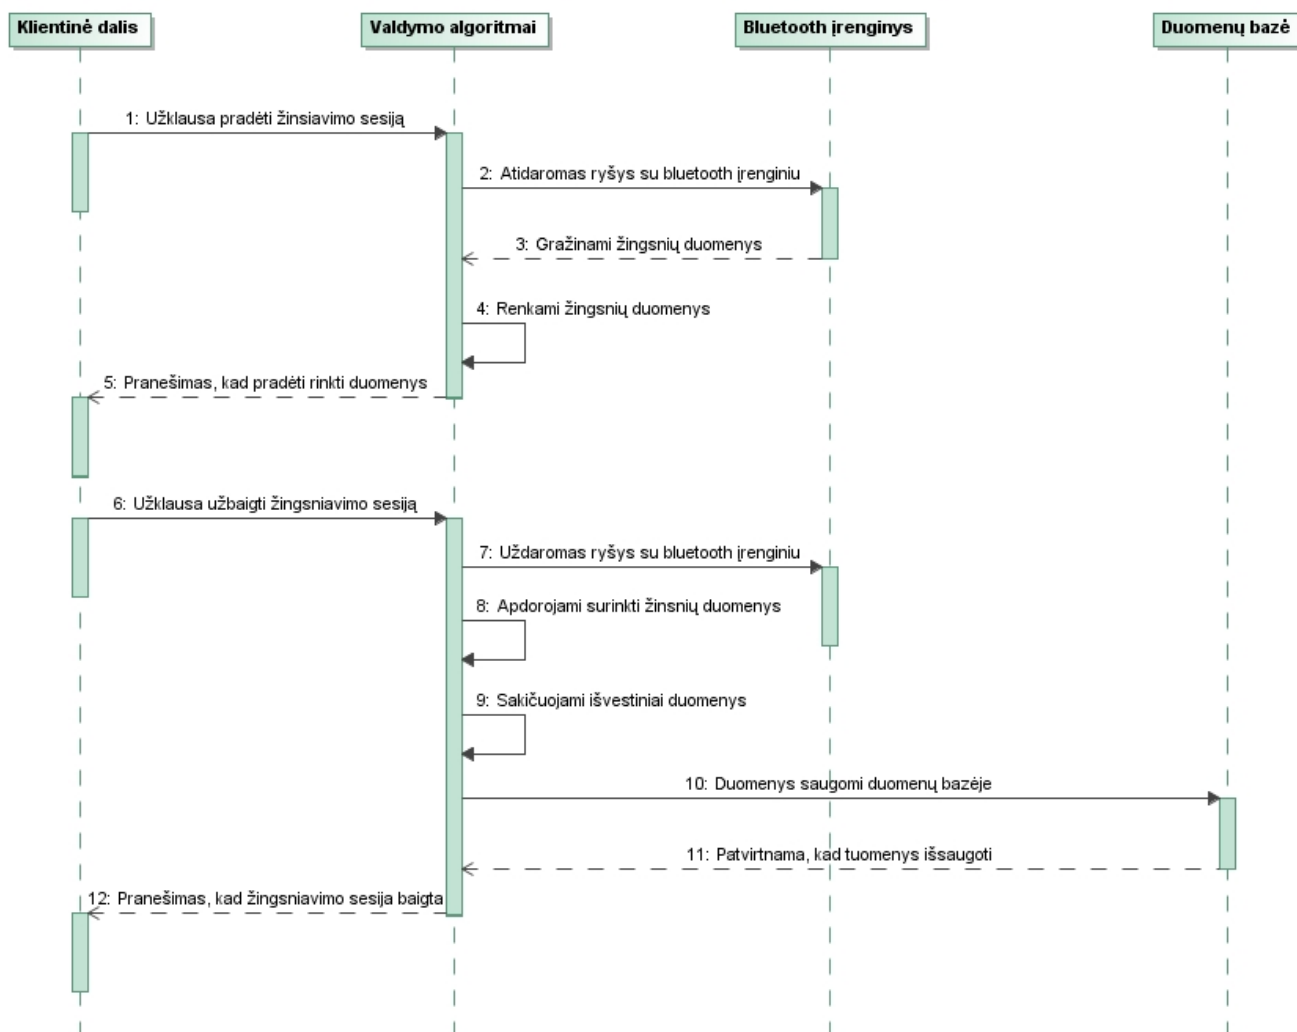 Klientinė dalis
Valdymo algoritmai
Bluetooth įrenginys
Duomenų bazė
1: Užklausa pradėti žinsiavimo sesiją
2: Atidaromas ryšys su bluetooth įrenginiu
3: Gražinami žingsnių duomenys
4: Renkami žingsnių duomenys
5: Pranešimas, kad pradėti rinkti duomenys
6: Užklausa užbaigti žingsniavimo sesiją
7: Uždaromas ryšys su bluetooth įrenginiu
8: Apdorojami surinkti žinsnių duomenys
9: Sakičuojami išvestiniai duomenys
10: Duomenys saugomi duomenų bazėje
11: Patvirtnama, kad tuomenys išsaugoti
12: Pranešimas, kad žingsniavimo sesija baigta